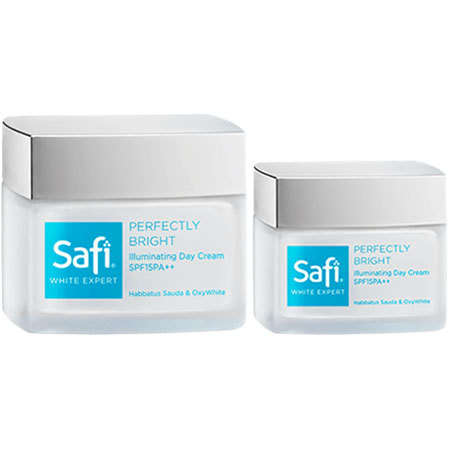 Safi
WHITE EXPERT
PERFECTLY
BRIGHT
Illuminating Day Cream
SPF15PA++
Habbatus Sauda & OxyWhite
Safi
WHITE EXPERT
PERFECTLY
BRIGHT
Illuminating Day Cream
SPF15PA++
Habbatus Sauda & OxyWhite